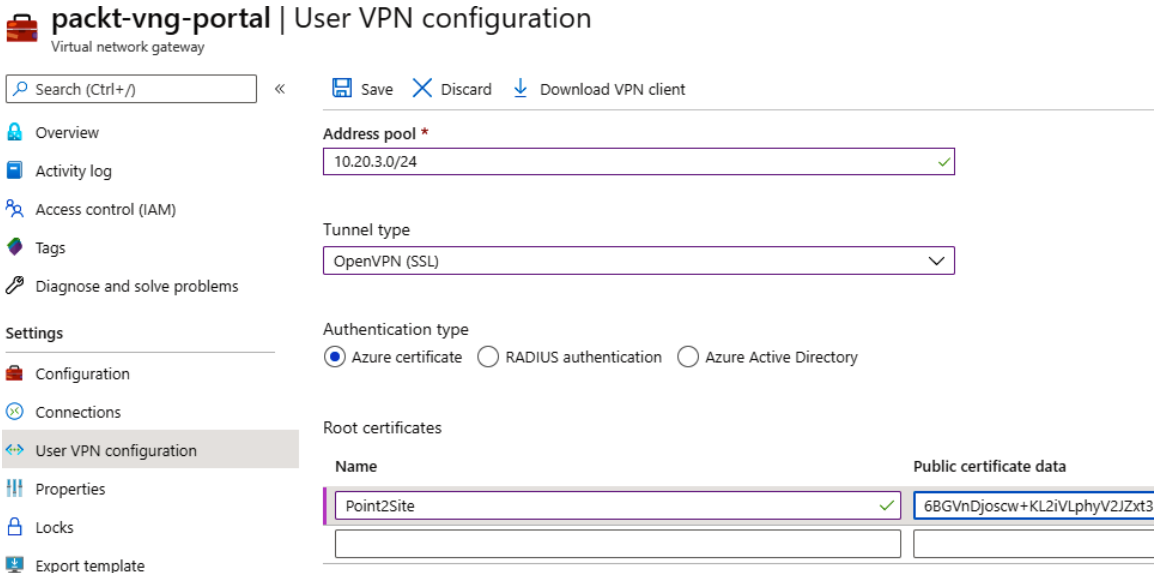 packt-vng-portal | User VPN configuration
Virtual network gateway
Search (Ctrl+/)
«
Overview
Activity log
Access control (IAM)
Tags
Diagnose and solve problems
Settings
Configuration
Connections
User VPN configuration
Properties
Locks
Export template
Save Discard Download VPN client
Address pool *
10.20.3.0/24
Tunnel type
OpenVPN (SSL)
Authentication type
Azure certificate RADIUS authentication Azure Active Directory
Root certificates
Name Public certificate data
Point2Site 6BGVnDjoscw+KL2iVLphyV2JZxt3